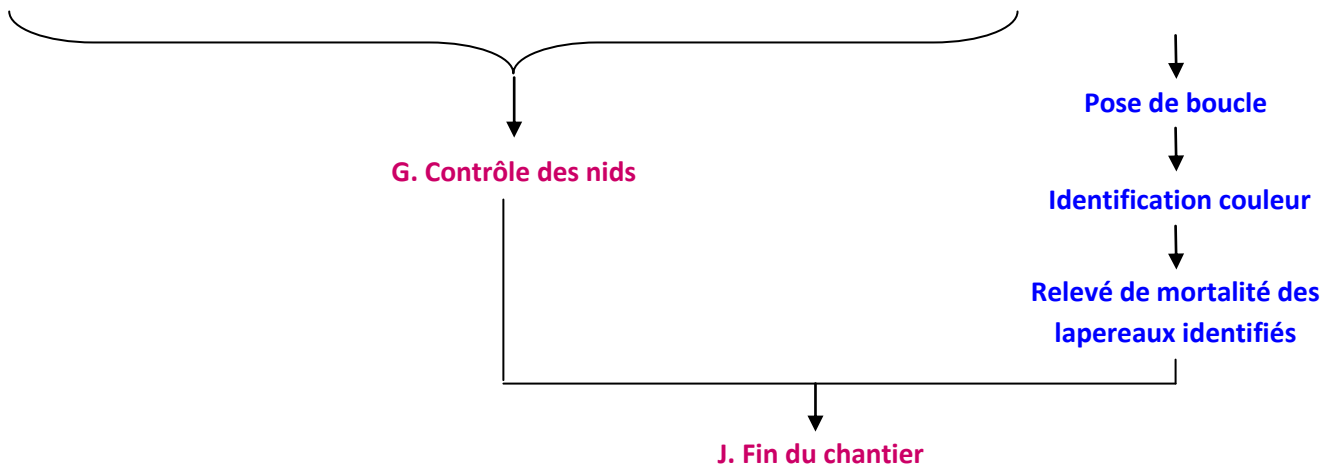 Pose de boucle
G. Contrôle des nids
Identification couleur
Relevé de mortalité des
lapereaux identifiés
J. Fin du chantier